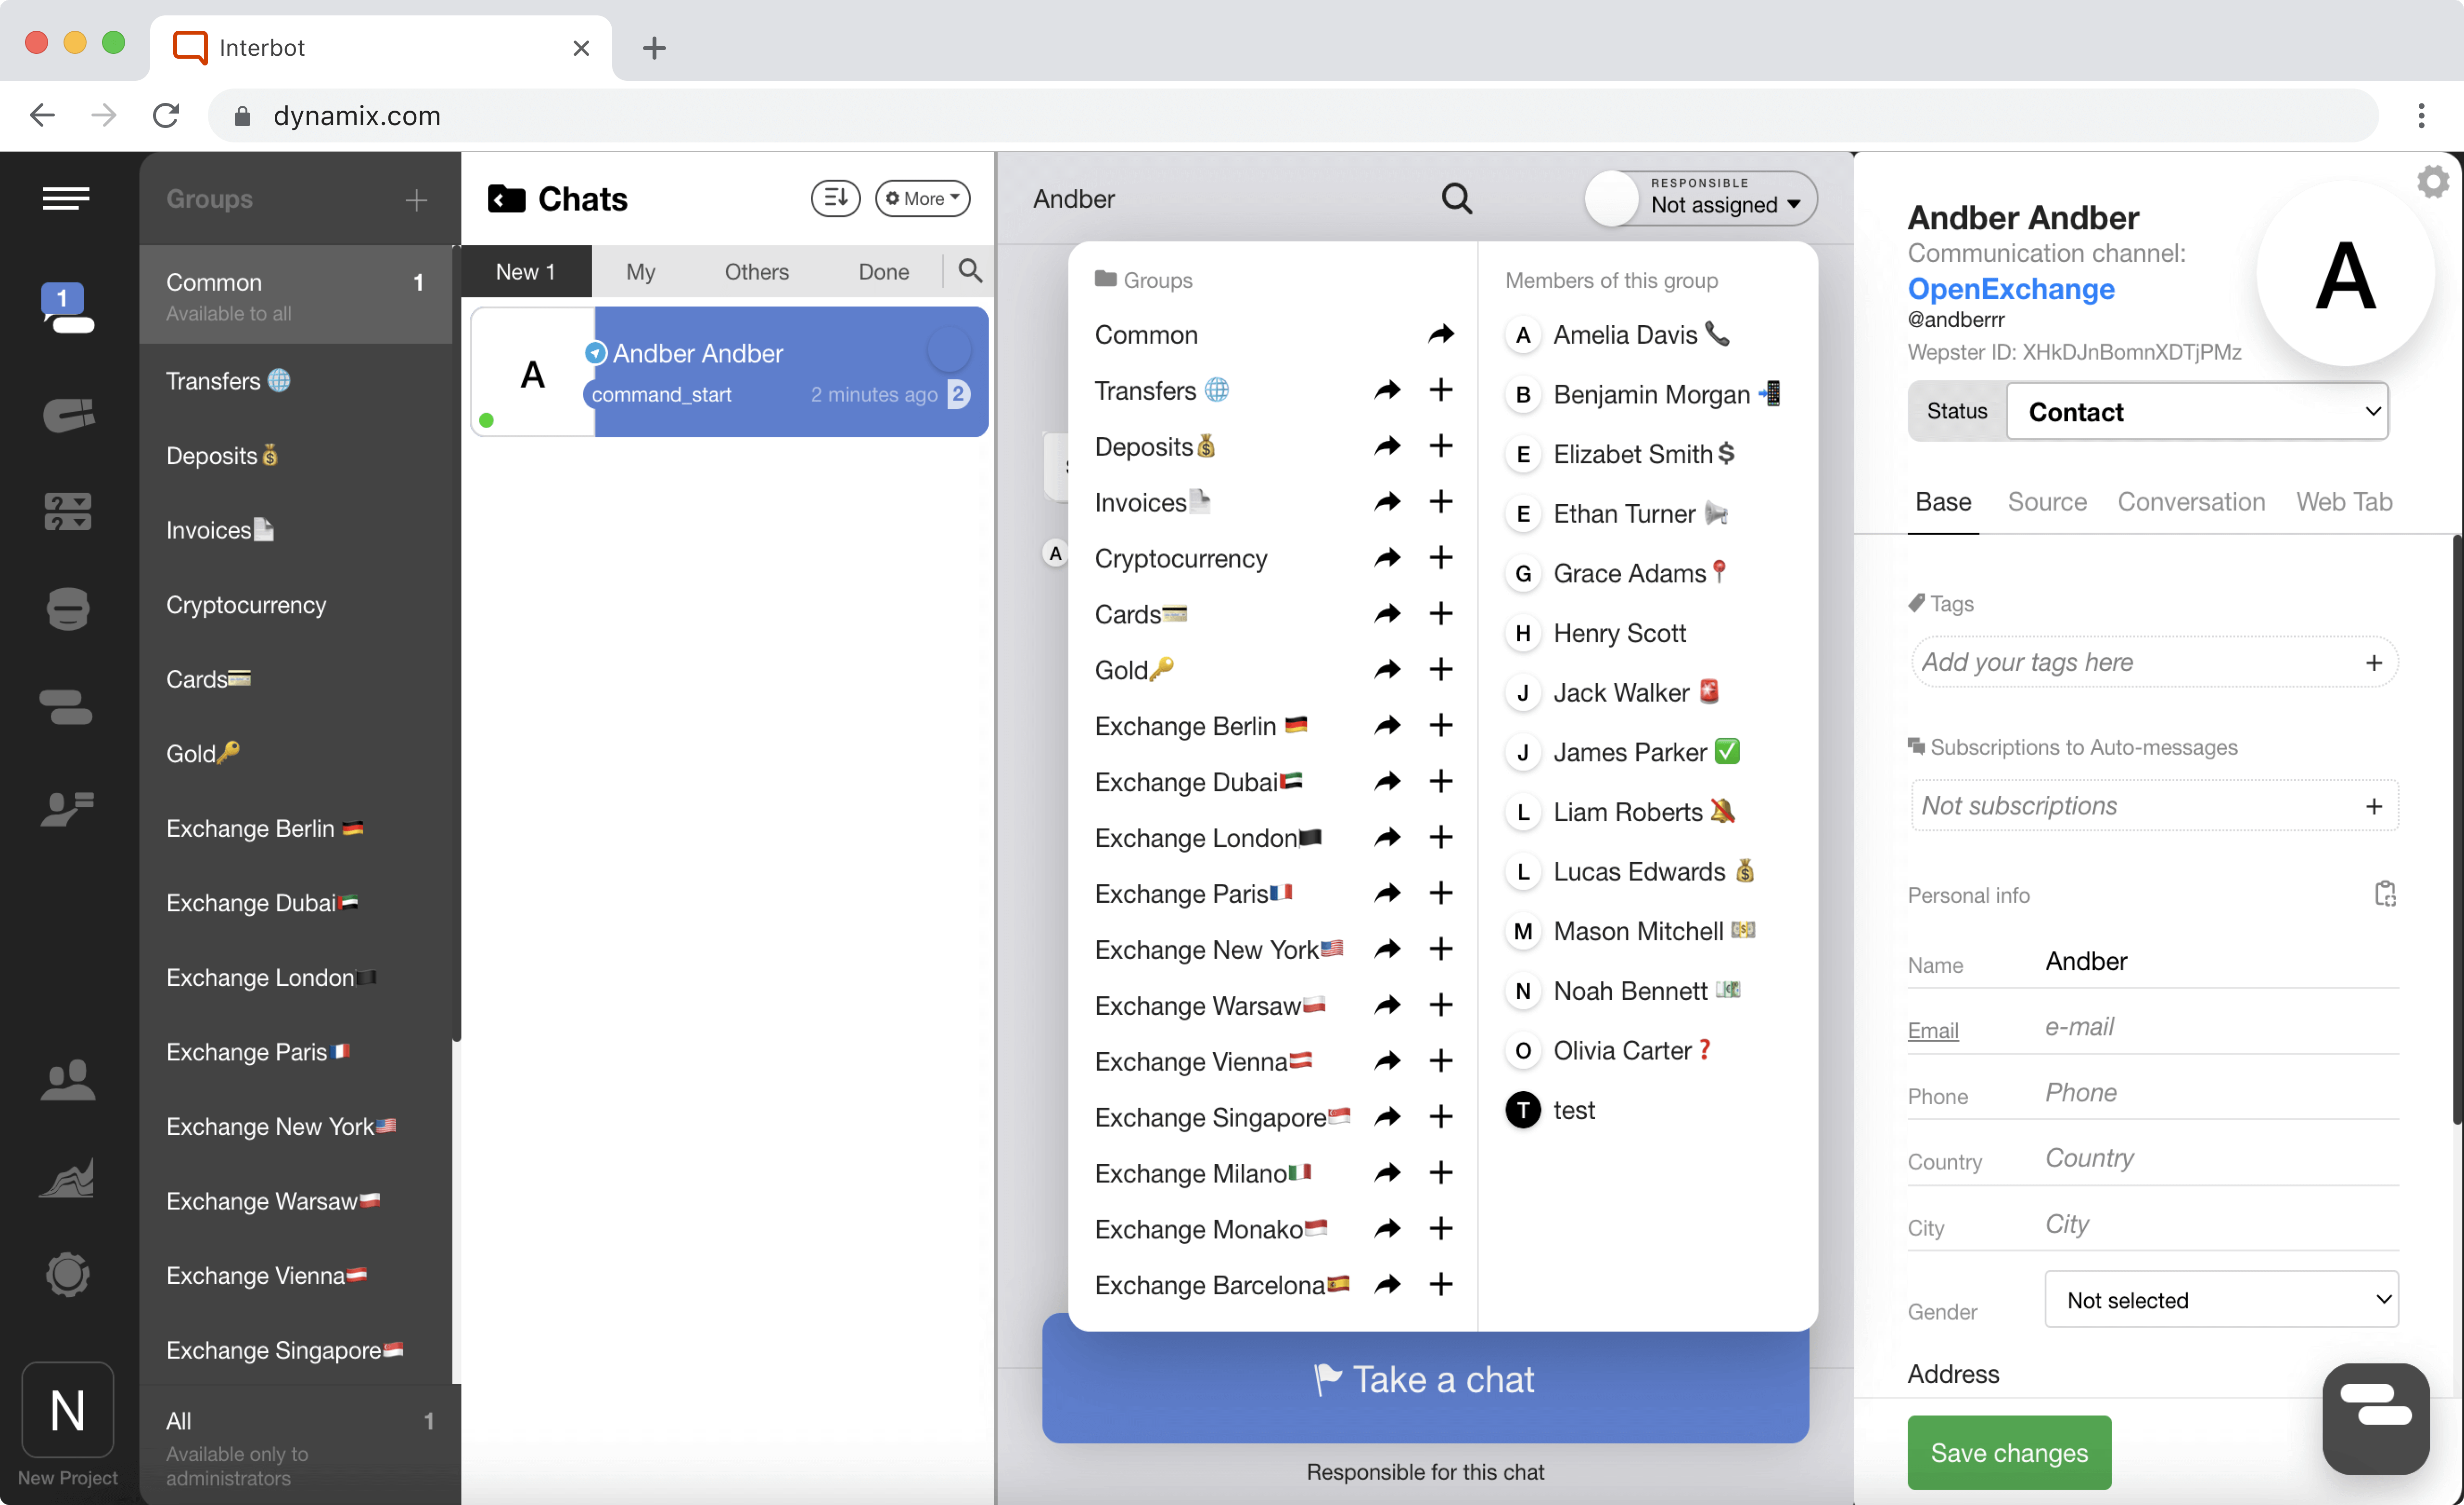 Interbot
dynamix.com
Groups
Common 1
Available to all
Transfers 🌐
Deposits💰
Invoices📄
Cryptocurrency
Cards💳
Gold🔑
Exchange Berlin 🇩🇪
Exchange Dubai🇦🇪
Exchange London🏴
Exchange Paris🇫🇷
Exchange New York🇺🇸
Exchange Warsaw🇵🇱
Exchange Vienna🇦🇹
Exchange Singapore🇸🇬
All 1
Available only to
administrators
1
N
New Project
Chats
More
New 1 My Others Done
A
Andber Andber
command_start 2 minutes ago 2
Andber
RESPONSIBLE
Not assigned
A
Groups
Common
Transfers 🌐
Deposits💰
Invoices📄
Cryptocurrency
Cards💳
Gold🔑
Exchange Berlin 🇩🇪
Exchange Dubai🇦🇪
Exchange London🏴
Exchange Paris🇫🇷
Exchange New York🇺🇸
Exchange Warsaw🇵🇱
Exchange Vienna🇦🇹
Exchange Singapore🇸🇬
Exchange Milano🇮🇹
Exchange Monako🇲🇨
Exchange Barcelona🇪🇸
Members of this group
A Amelia Davis 📞
B Benjamin Morgan 📲
E Elizabet Smith💲
E Ethan Turner 📢
G Grace Adams📍
H Henry Scott
J Jack Walker 🚨
J James Parker ✅
L Liam Roberts 🔕
L Lucas Edwards 💰
M Mason Mitchell 💵
N Noah Bennett 💶
O Olivia Carter❓
T test
Take a chat
Responsible for this chat
Andber Andber
Communication channel:
OpenExchange
@andberrr
Wepster ID: XHkDJnBomnXDTjPMz
A
Status Contact
Base Source Conversation Web Tab
Tags
Add your tags here
Subscriptions to Auto-messages
Not subscriptions
Personal info
Name Andber
Email e-mail
Phone Phone
Country Country
City City
Gender Not selected
Address
Save changes